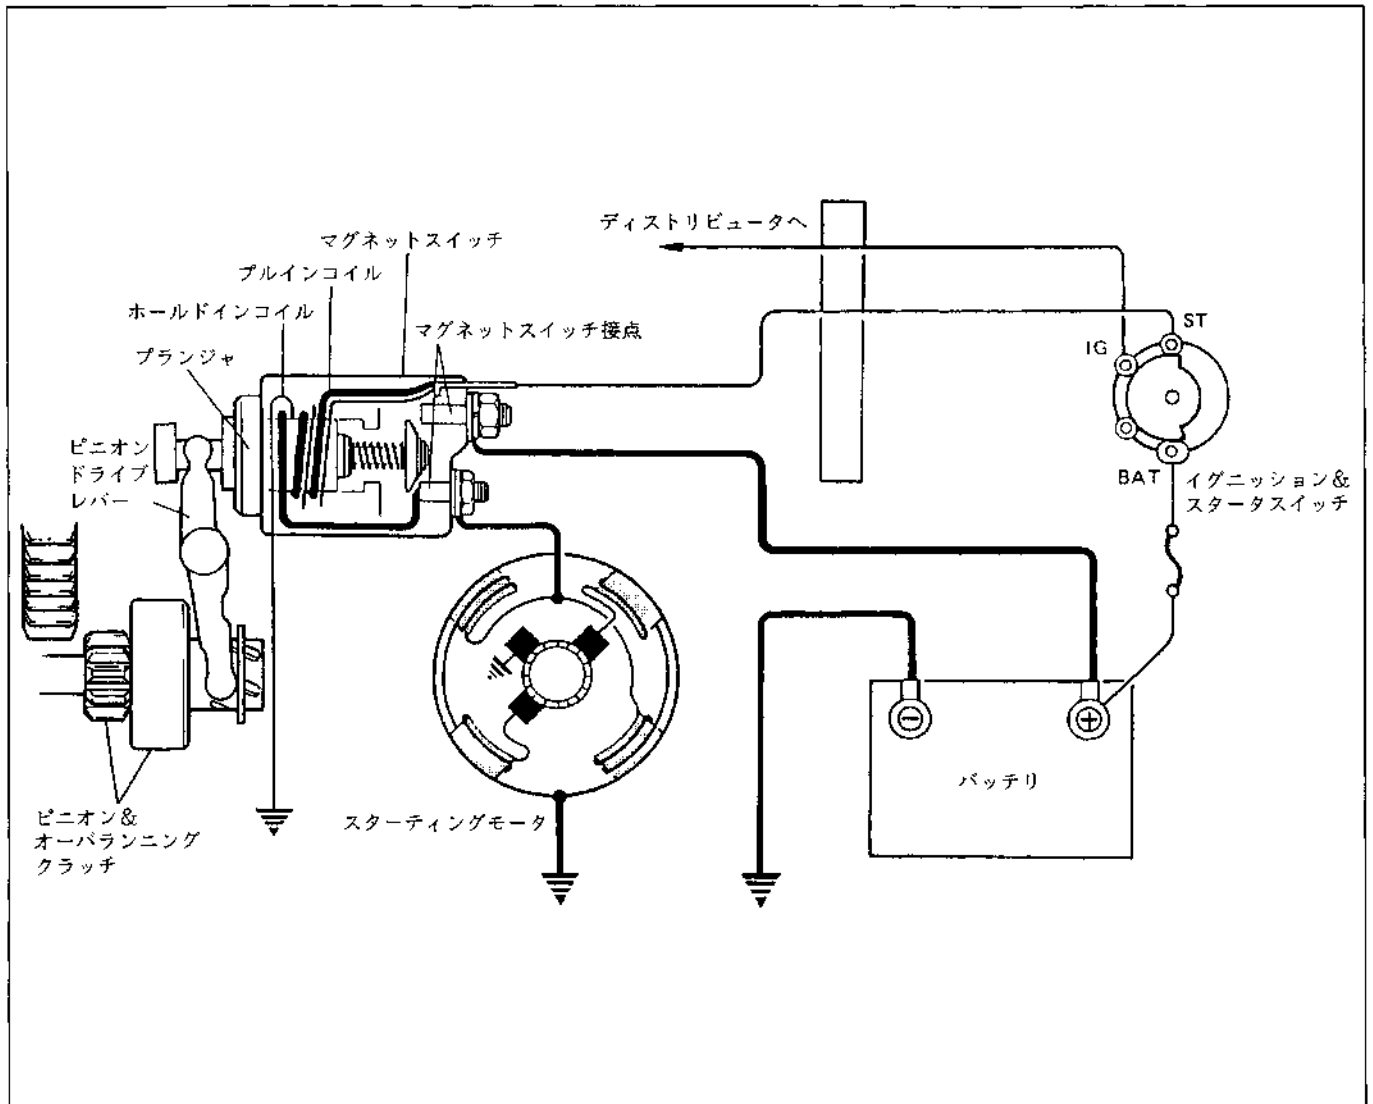 ディストリビュータへ
マグネットスイッチ
プルインコイル
ホールドインコイル
マグネットスイッチ接点
プランジャ
ST
IG
ピニオン
ドライブ
レバー
BAT
イグニッション&
スタータスイッチ
⊖
⊕
バッテリ
ピニオン&
オーバランニング
クラッチ
スターティングモータ